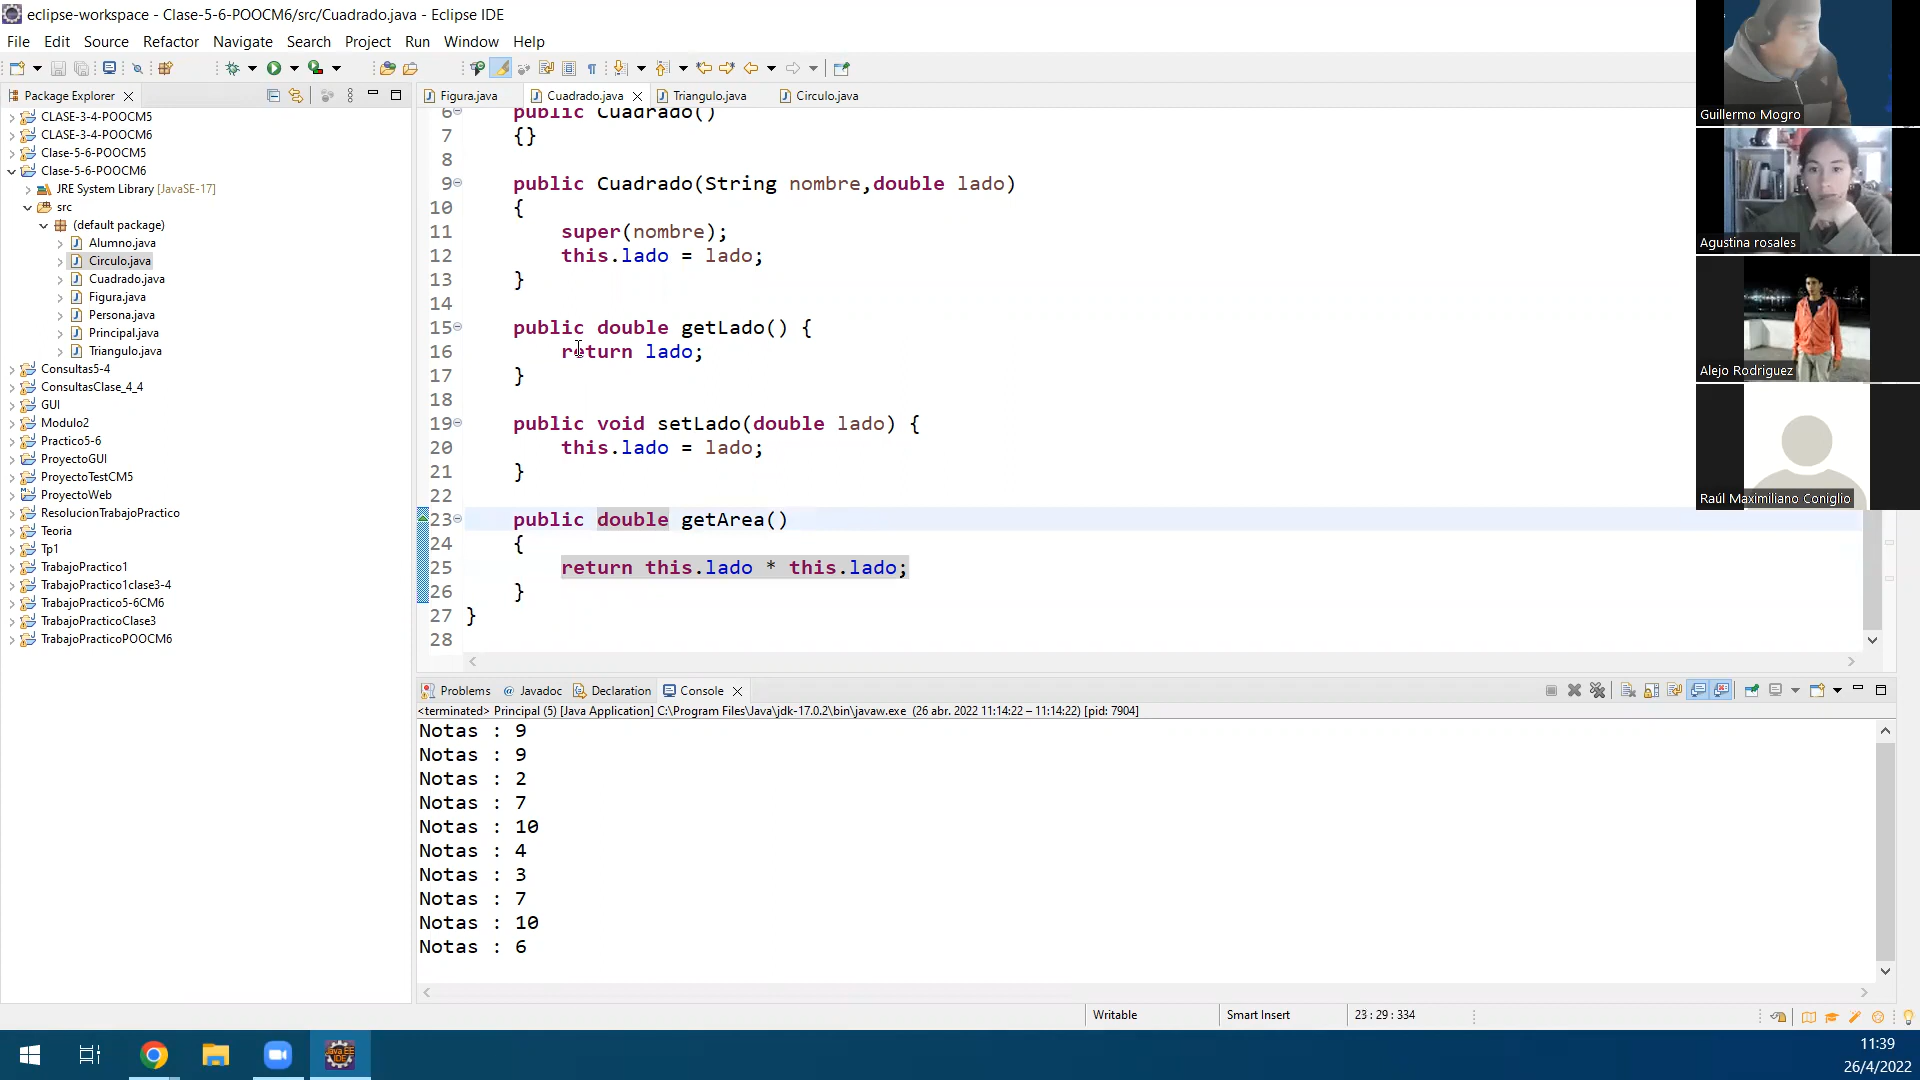 eclipse-workspace - Clase-5-6-POOCM6/src/Cuadrado.java - Eclipse IDE
File Edit Source Refactor Navigate Search Project Run Window Help
Package Explorer
CLASE-3-4-POOCM5
CLASE-3-4-POOCM6
Clase-5-6-POOCM5
Clase-5-6-POOCM6
JRE System Library [JavaSE-17]
src
(default package)
Alumno.java
Circulo.java
Cuadrado.java
Figura.java
Persona.java
Principal.java
Triangulo.java
Consultas5-4
ConsultasClase_4_4
GUI
Modulo2
Practico5-6
ProyectoGUI
ProyectoTestCM5
ProyectoWeb
ResolucionTrabajoPractico
Teoria
Tp1
TrabajoPractico1
TrabajoPractico1clase3-4
TrabajoPractico5-6CM6
TrabajoPracticoClase3
TrabajoPracticoPOOCM6
Figura.java Cuadrado.java Triangulo.java Circulo.java
6 public Cuadrado()
7 {}
8
9 public Cuadrado(String nombre,double lado)
10 {
11 super(nombre);
12 this.lado = lado;
13 }
14
15 public double getLado() {
16 return lado;
17 }
18
19 public void setLado(double lado) {
20 this.lado = lado;
21 }
22
23 public double getArea()
24 {
25 return this.lado * this.lado;
26 }
27 }
28
Problems @ Javadoc Declaration Console
<terminated> Principal (5) [Java Application] C:\Program Files\Java\jdk-17.0.2\bin\javaw.exe (26 abr. 2022 11:14:22 – 11:14:22) [pid: 7904]
Notas : 9
Notas : 9
Notas : 2
Notas : 7
Notas : 10
Notas : 4
Notas : 3
Notas : 7
Notas : 10
Notas : 6
Writable Smart Insert 23 : 29 : 334
Guillermo Mogro
Agustina rosales
Alejo Rodriguez
Raúl Maximiliano Coniglio
Java EE
IDE
11:39
26/4/2022